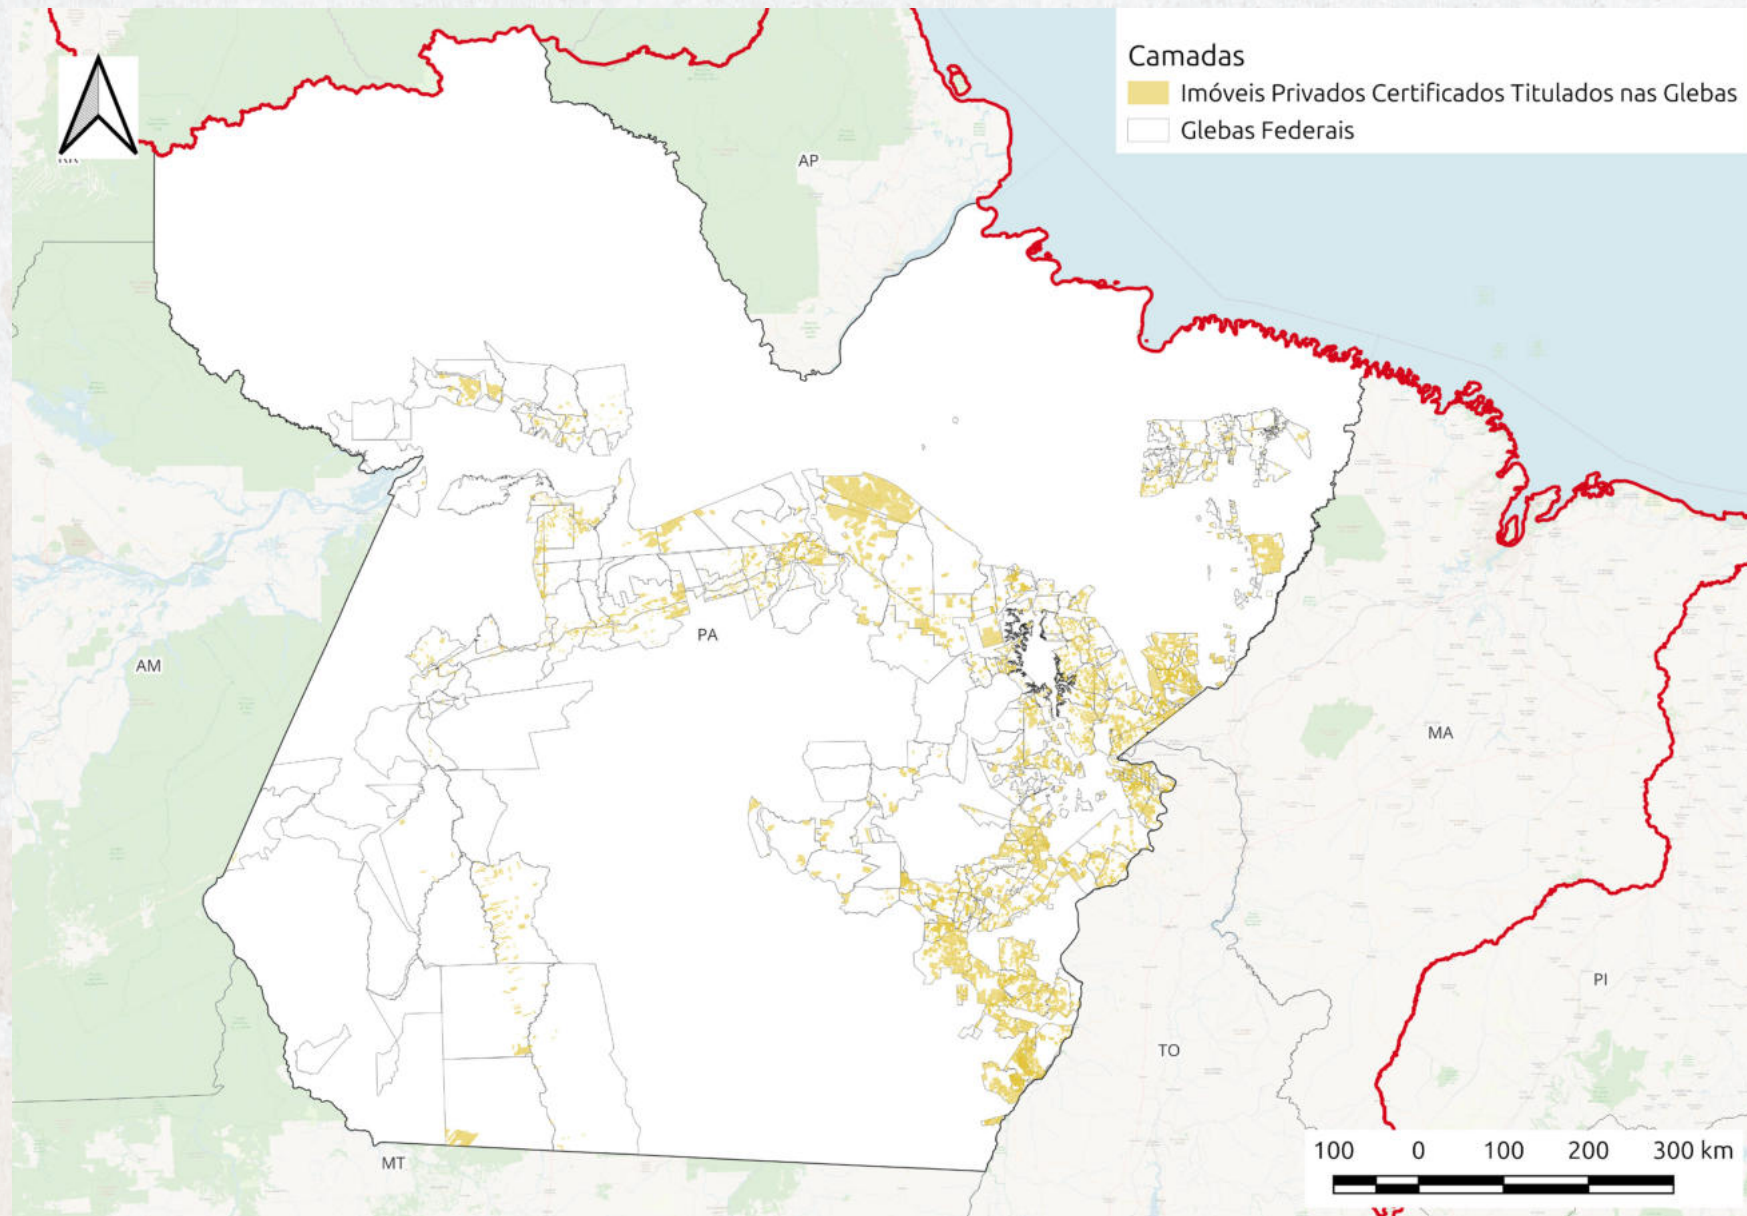 Camadas
Imóveis Privados Certificados Titulados nas Glebas
Glebas Federais
AP
PA
AM
MA
PI
TO
MT
100 0 100 200 300 km